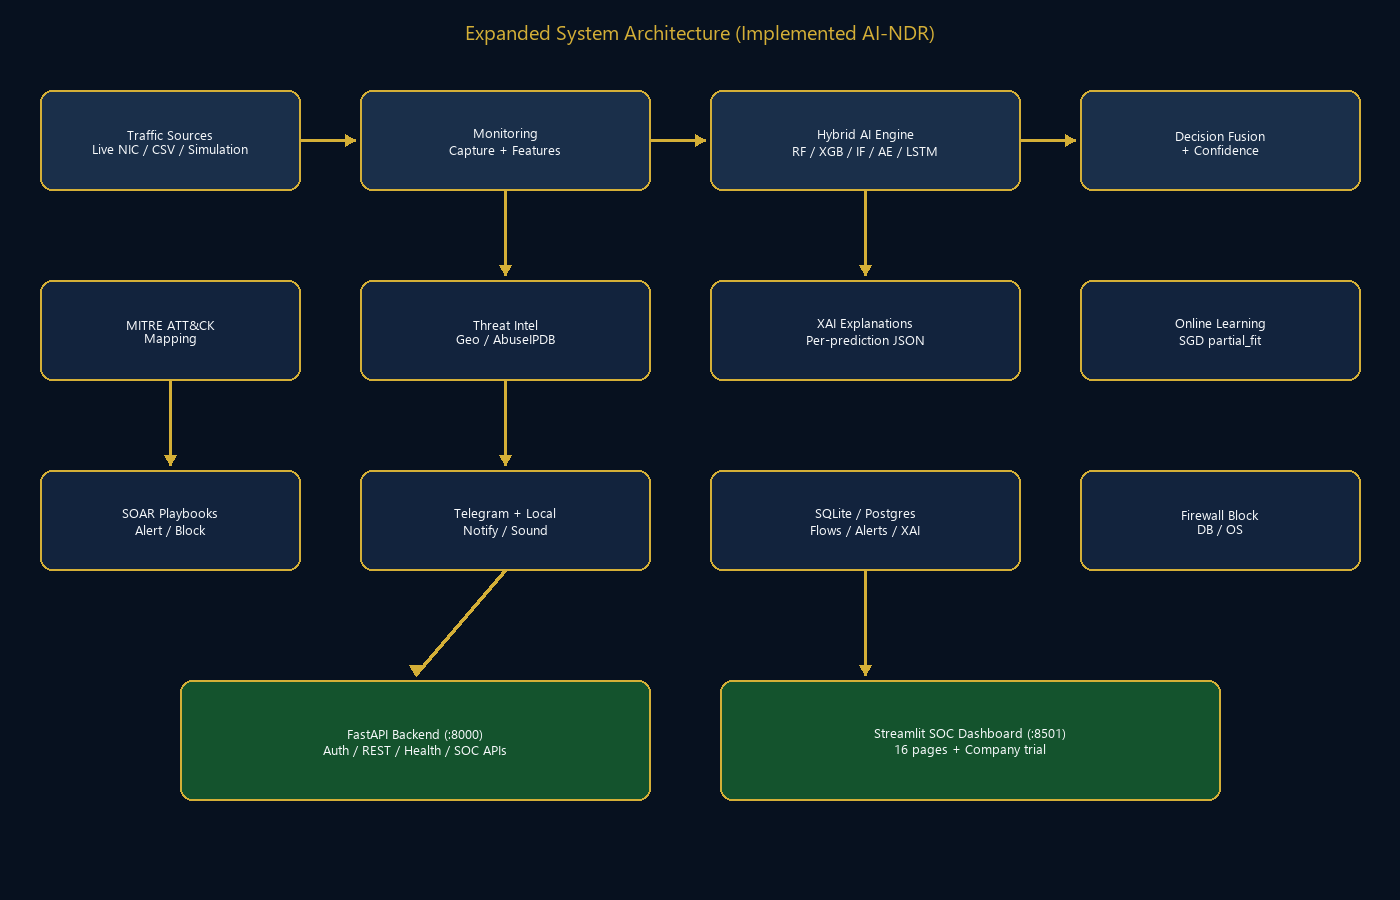 Expanded System Architecture (Implemented AI-NDR)
Traffic Sources
Live NIC / CSV / Simulation
Monitoring
Capture + Features
Hybrid AI Engine
RF / XGB / IF / AE / LSTM
Decision Fusion
+ Confidence
MITRE ATT&CK
Mapping
Threat Intel
Geo / AbuseIPDB
XAI Explanations
Per-prediction JSON
Online Learning
SGD partial_fit
SOAR Playbooks
Alert / Block
Telegram + Local
Notify / Sound
SQLite / Postgres
Flows / Alerts / XAI
Firewall Block
DB / OS
FastAPI Backend (:8000)
Auth / REST / Health / SOC APIs
Streamlit SOC Dashboard (:8501)
16 pages + Company trial